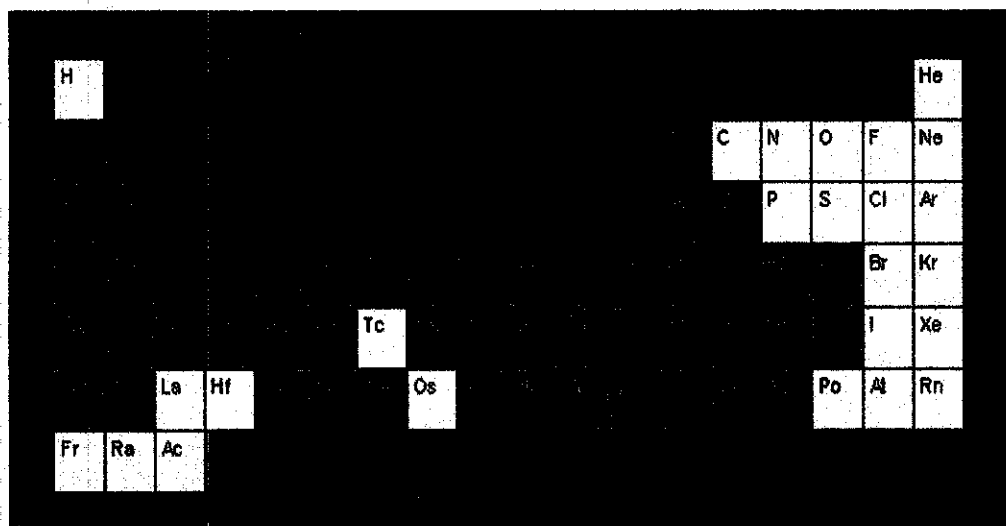 H He
C N O F Ne
P S Cl Ar
Br Kr
Tc I Xe
La Hf Os Po At Rn
Fr Ra Ac